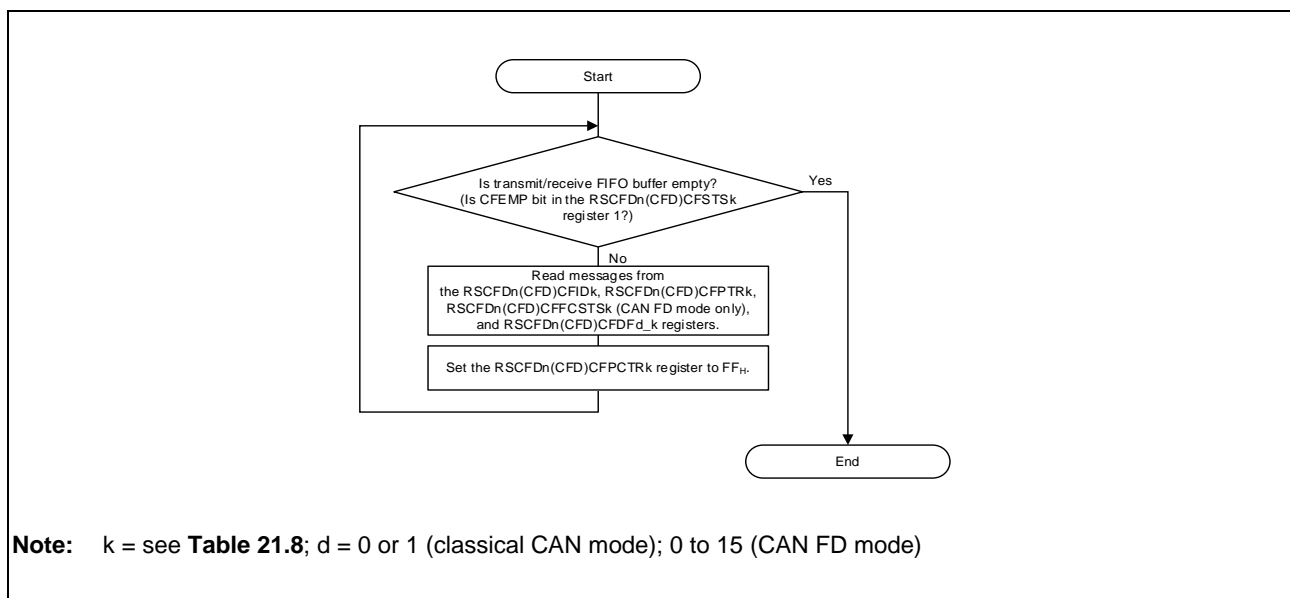 Start
Is transmit/receive FIFO buffer empty?
(Is CFEMP bit in the RSCFDn(CFD)CFSTSk
register 1?)
Yes
No
Read messages from
the RSCFDn(CFD)CFIDk, RSCFDn(CFD)CFPTRk,
RSCFDn(CFD)CFFCSTSk (CAN FD mode only),
and RSCFDn(CFD)CFDFd_k registers.
Set the RSCFDn(CFD)CFPCTRk register to FFH.
End
Note: k = see Table 21.8; d = 0 or 1 (classical CAN mode); 0 to 15 (CAN FD mode)